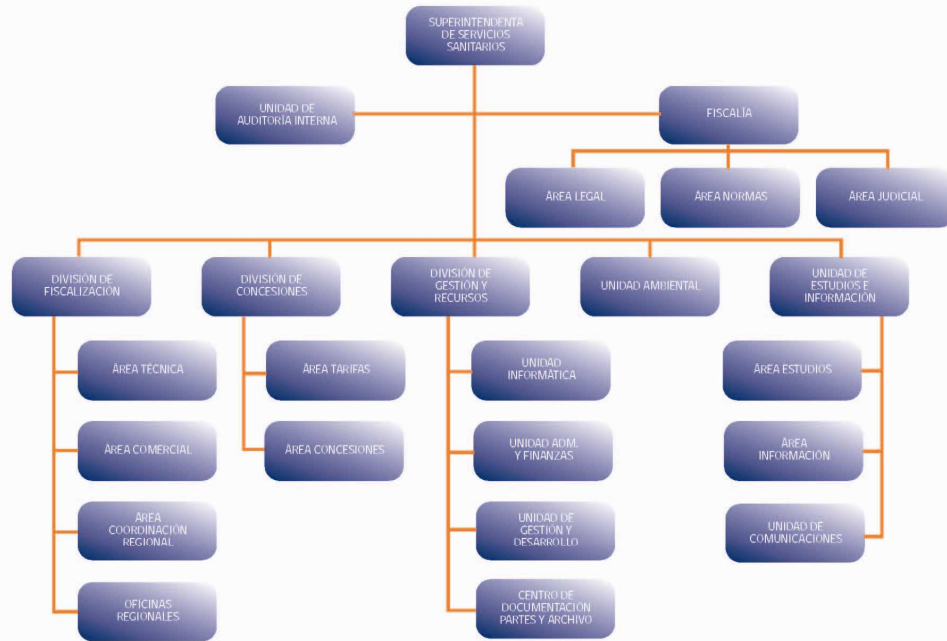 SUPERINTENDENTA
DE SERVICIOS
SANITARIOS
UNIDAD DE
AUDITORÍA INTERNA
FISCALÍA
ÁREA LEGAL
ÁREA NORMAS
ÁREA JUDICIAL
DIVISIÓN DE
FISCALIZACIÓN
DIVISIÓN DE
CONCESIONES
DIVISIÓN DE
GESTIÓN Y
RECURSOS
UNIDAD AMBIENTAL
UNIDAD DE
ESTUDIOS E
INFORMACIÓN
ÁREA TÉCNICA
ÁREA COMERCIAL
ÁREA
COORDINACIÓN
REGIONAL
OFICINAS
REGIONALES
ÁREA TARIFAS
ÁREA CONCESIONES
UNIDAD
INFORMÁTICA
UNIDAD ADM.
Y FINANZAS
UNIDAD DE
GESTIÓN Y
DESARROLLO
CENTRO DE
DOCUMENTACIÓN
PARTES Y ARCHIVO
ÁREA ESTUDIOS
ÁREA
INFORMACIÓN
UNIDAD DE
COMUNICACIONES